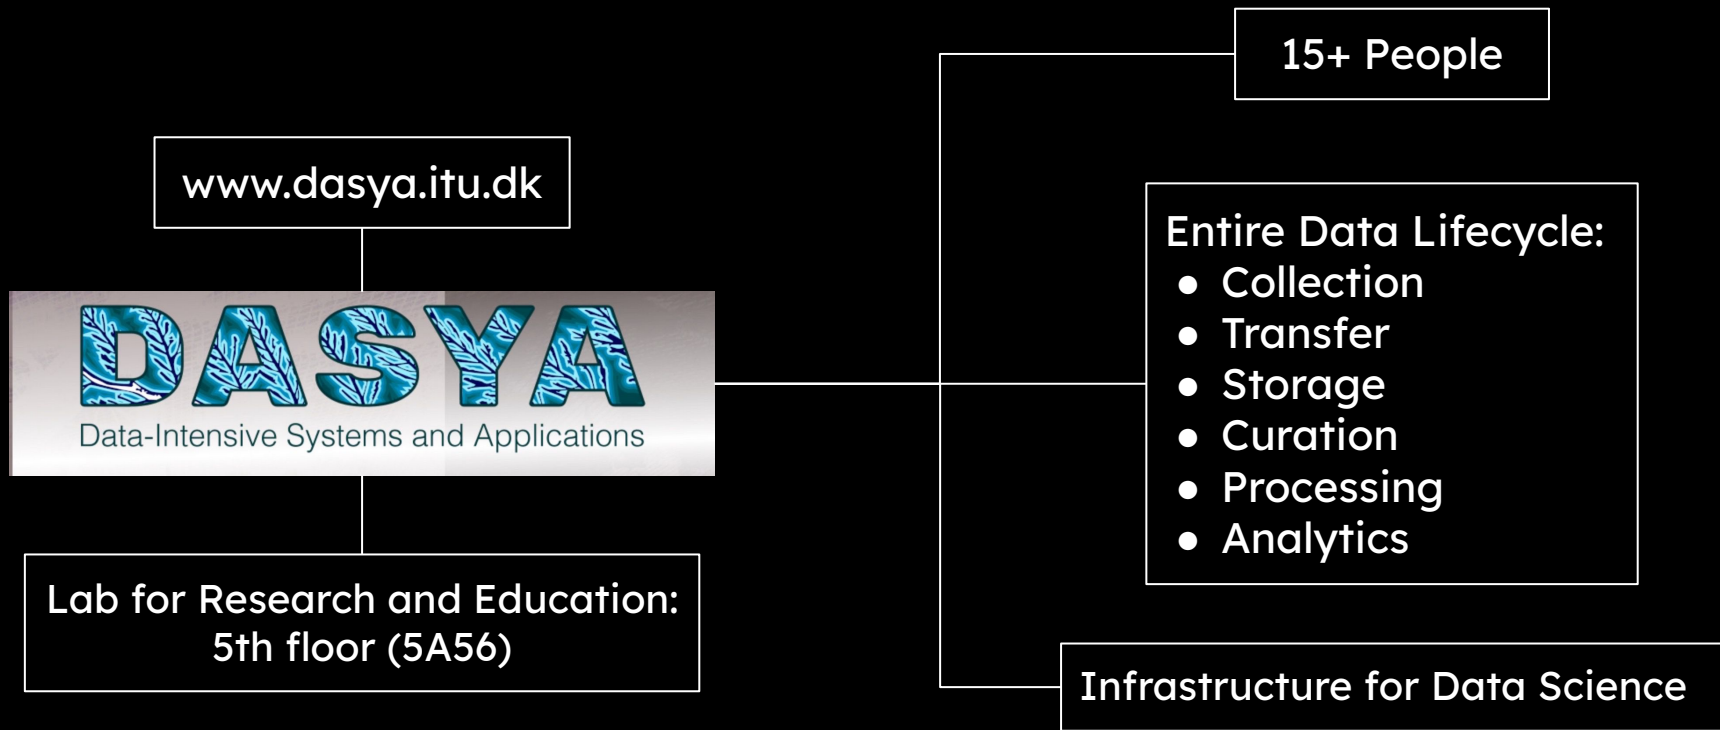 www.dasya.itu.dk
DASYA
Data-Intensive Systems and Applications
Lab for Research and Education:
5th floor (5A56)
15+ People
Entire Data Lifecycle:
● Collection
● Transfer
● Storage
● Curation
● Processing
● Analytics
Infrastructure for Data Science